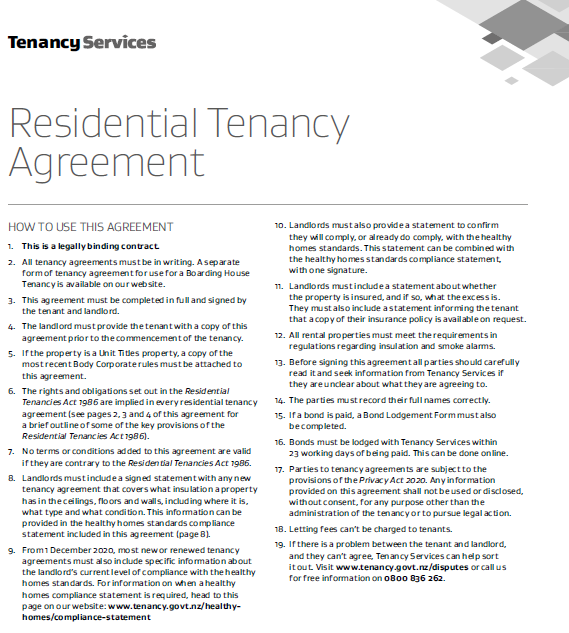 Tenancy Services
Residential Tenancy
Agreement
HOW TO USE THIS AGREEMENT
1. This is a legally binding contract.
2. All tenancy agreements must be in writing. A separate
form of tenancy agreement for use for a Boarding House
Tenancy is available on our website.
3. This agreement must be completed in full and signed by
the tenant and landlord.
4. The landlord must provide the tenant with a copy of this
agreement prior to the commencement of the tenancy.
5. If the property is a Unit Titles property, a copy of the
most recent Body Corporate rules must be attached to
this agreement.
6. The rights and obligations set out in the Residential
Tenancies Act 1986 are implied in every residential tenancy
agreement (see pages 2, 3 and 4 of this agreement for
a brief outline of some of the key provisions of the
Residential Tenancies Act 1986).
7. No terms or conditions added to this agreement are valid
if they are contrary to the Residential Tenancies Act 1986.
8. Landlords must include a signed statement with any new
tenancy agreement that covers what insulation a property
has in the ceilings, floors and walls, including where it is,
what type and what condition. This information can be
provided in the healthy homes standards compliance
statement included in this agreement (page 8).
9. From 1 December 2020, most new or renewed tenancy
agreements must also include specific information about
the landlord's current level of compliance with the healthy
homes standards. For information on when a healthy
homes compliance statement is required, head to this
page on our website: www.tenancy.govt.nz/healthy-
homes/compliance-statement
10. Landlords must also provide a statement to confirm
they will comply, or already do comply, with the healthy
homes standards. This statement can be combined with
the healthy homes standards compliance statement,
with one signature.
11. Landlords must include a statement about whether
the property is insured, and if so, what the excess is.
They must also include a statement informing the tenant
that a copy of their insurance policy is available on request.
12. All rental properties must meet the requirements in
regulations regarding insulation and smoke alarms.
13. Before signing this agreement all parties should carefully
read it and seek information from Tenancy Services if
they are unclear about what they are agreeing to.
14. The parties must record their full names correctly.
15. If a bond is paid, a Bond Lodgement Form must also
be completed.
16. Bonds must be lodged with Tenancy Services within
23 working days of being paid. This can be done online.
17. Parties to tenancy agreements are subject to the
provisions of the Privacy Act 2020. Any information
provided on this agreement shall not be used or disclosed,
without consent, for any purpose other than the
administration of the tenancy or to pursue legal action.
18. Letting fees can't be charged to tenants.
19. If there is a problem between the tenant and landlord,
and they can't agree, Tenancy Services can help sort
it out. Visit www.tenancy.govt.nz/disputes or call us
for free information on 0800 836 262.